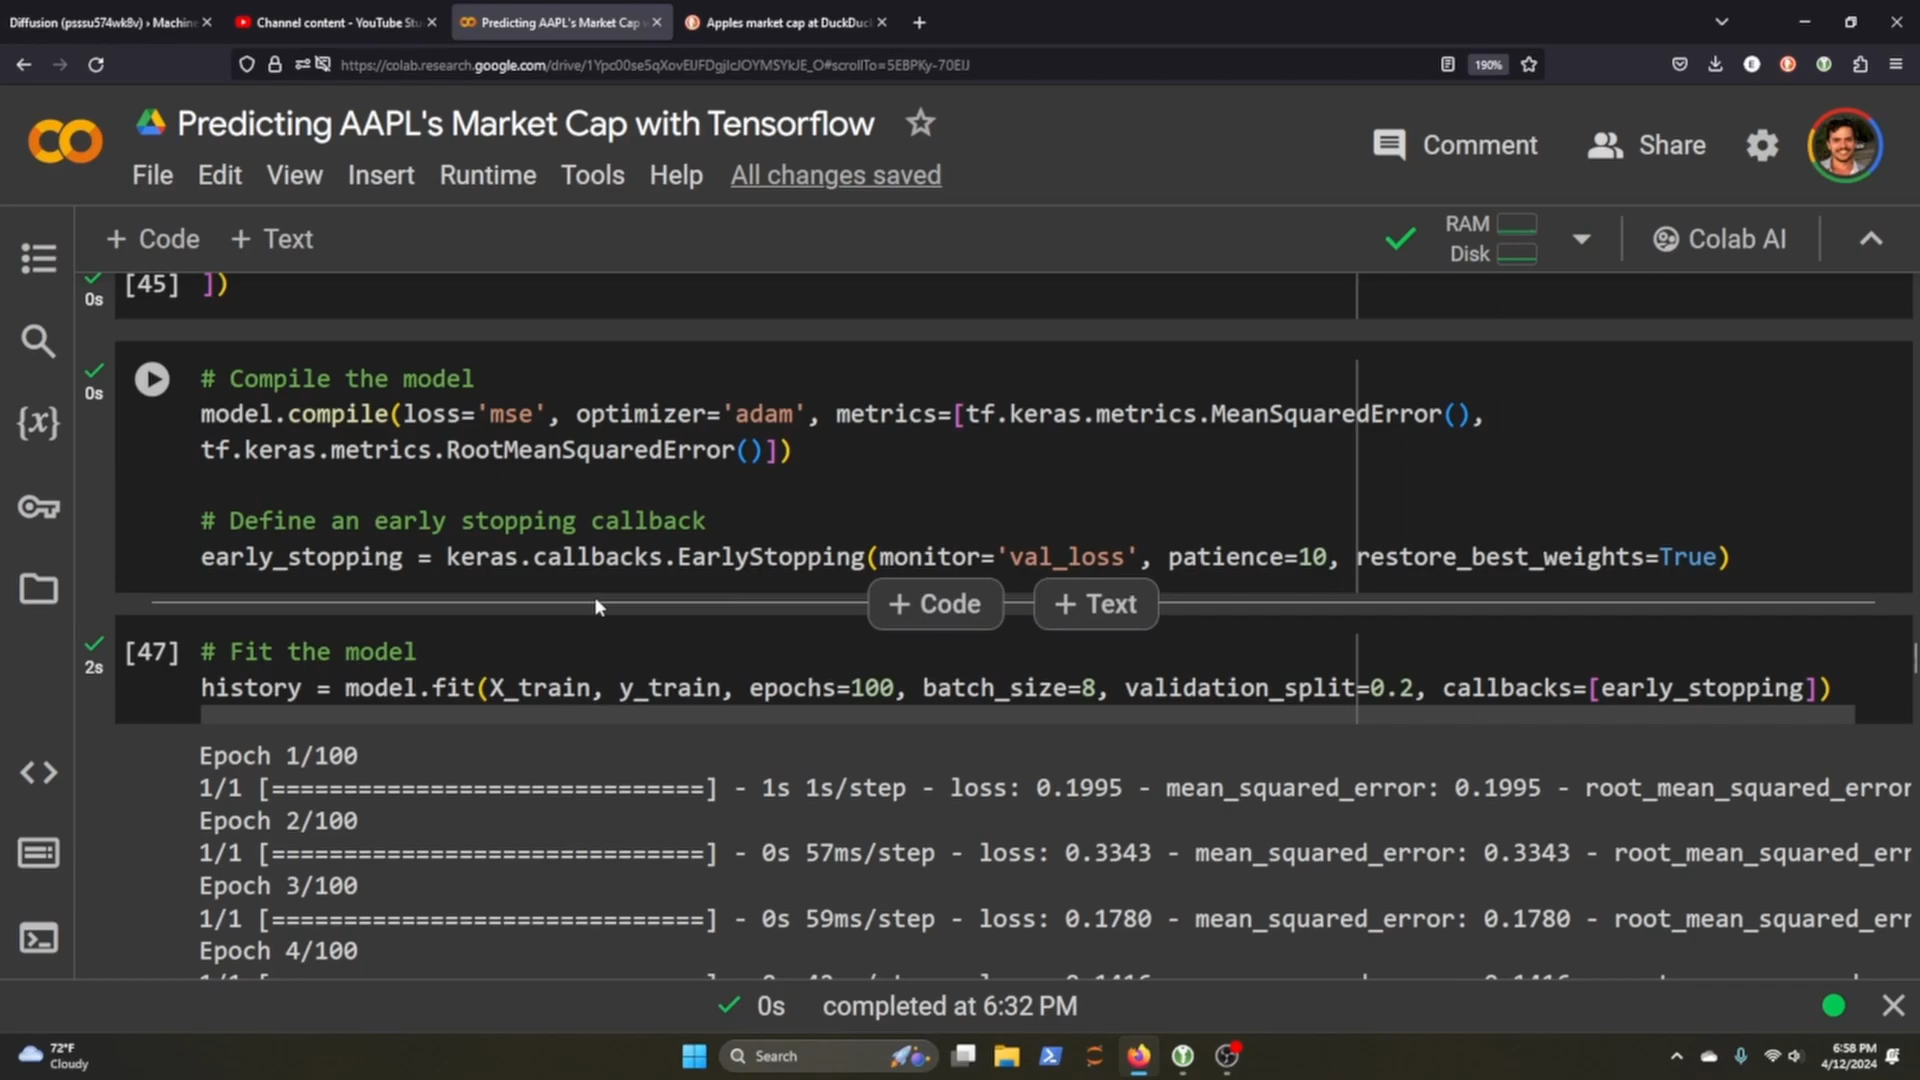 Diffusion (psssu574wk8v) › Machine
Channel content - YouTube Stu
Predicting AAPL's Market Cap w
Apples market cap at DuckDuc
https://colab.research.google.com/drive/1Ypc00se5qXovEIJFDgjIcJOYMSYkJE_O#scrollTo=5EBPKy-70EIJ
190%
Predicting AAPL's Market Cap with Tensorflow
Comment
Share
File Edit View Insert Runtime Tools Help All changes saved
+ Code + Text
RAM
Disk
Colab AI
0s
[45] ])
0s
# Compile the model
model.compile(loss='mse', optimizer='adam', metrics=[tf.keras.metrics.MeanSquaredError(),
tf.keras.metrics.RootMeanSquaredError()])
# Define an early stopping callback
early_stopping = keras.callbacks.EarlyStopping(monitor='val_loss', patience=10, restore_best_weights=True)
+ Code + Text
2s
[47] # Fit the model
history = model.fit(X_train, y_train, epochs=100, batch_size=8, validation_split=0.2, callbacks=[early_stopping])
Epoch 1/100
1/1 [==============================] - 1s 1s/step - loss: 0.1995 - mean_squared_error: 0.1995 - root_mean_squared_error
Epoch 2/100
1/1 [==============================] - 0s 57ms/step - loss: 0.3343 - mean_squared_error: 0.3343 - root_mean_squared_err
Epoch 3/100
1/1 [==============================] - 0s 59ms/step - loss: 0.1780 - mean_squared_error: 0.1780 - root_mean_squared_err
Epoch 4/100
0s completed at 6:32 PM
72°F
Cloudy
Search
6:58 PM
4/12/2024